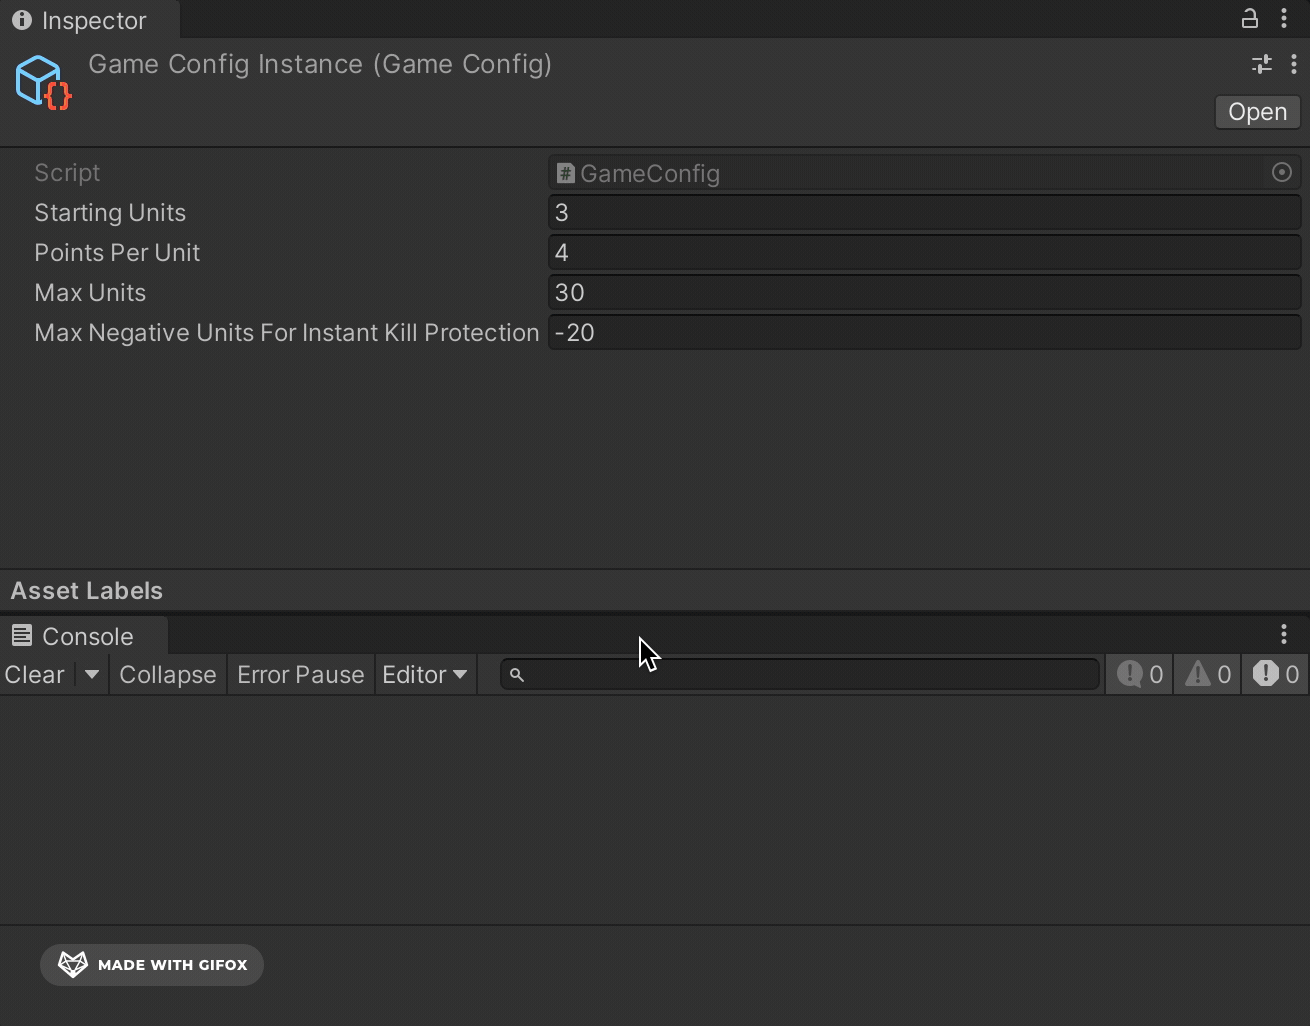 Inspector
Game Config Instance (Game Config)
Open
Script # GameConfig
Starting Units 3
Points Per Unit 4
Max Units 30
Max Negative Units For Instant Kill Protection -20
Asset Labels
Console
Clear Collapse Error Pause Editor 0 0 0
MADE WITH GIFOX